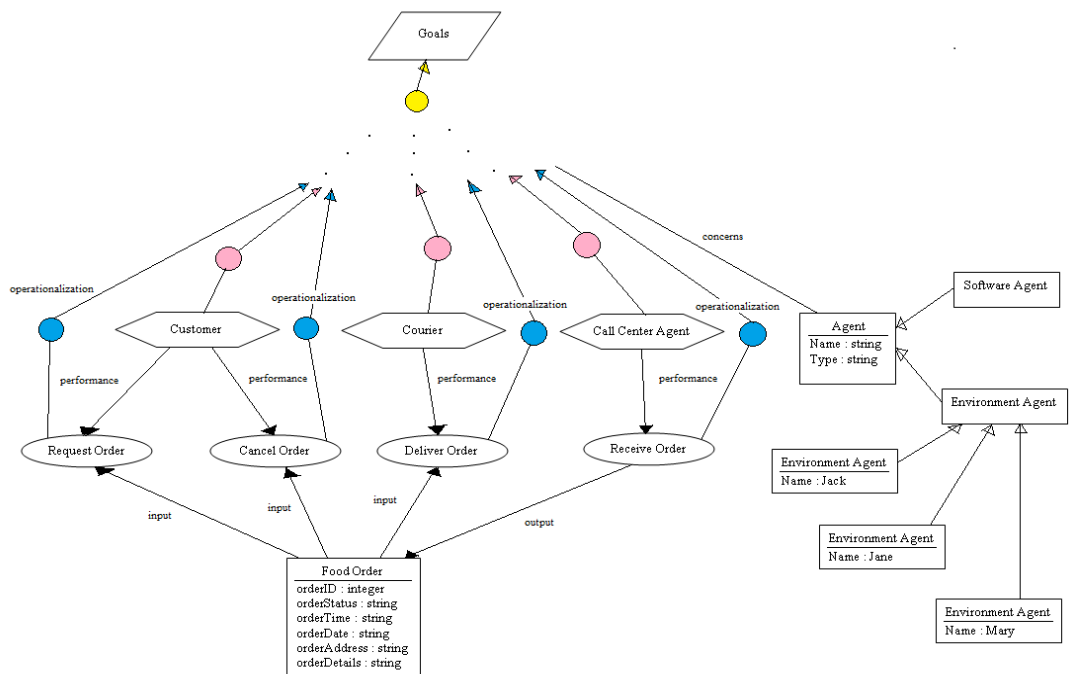 Goals
concerns
operationalization
operationalization
operationalization
operationalization
Software Agent
Customer
Courier
Call Center Agent
Agent
Name : string
Type : string
performance
performance
performance
performance
Environment Agent
Request Order
Cancel Order
Deliver Order
Receive Order
Environment Agent
Name : Jack
input
input
input
output
Environment Agent
Name : Jane
Food Order
orderID : integer
orderStatus : string
orderTime : string
orderDate : string
orderAddress : string
orderDetails : string
Environment Agent
Name : Mary